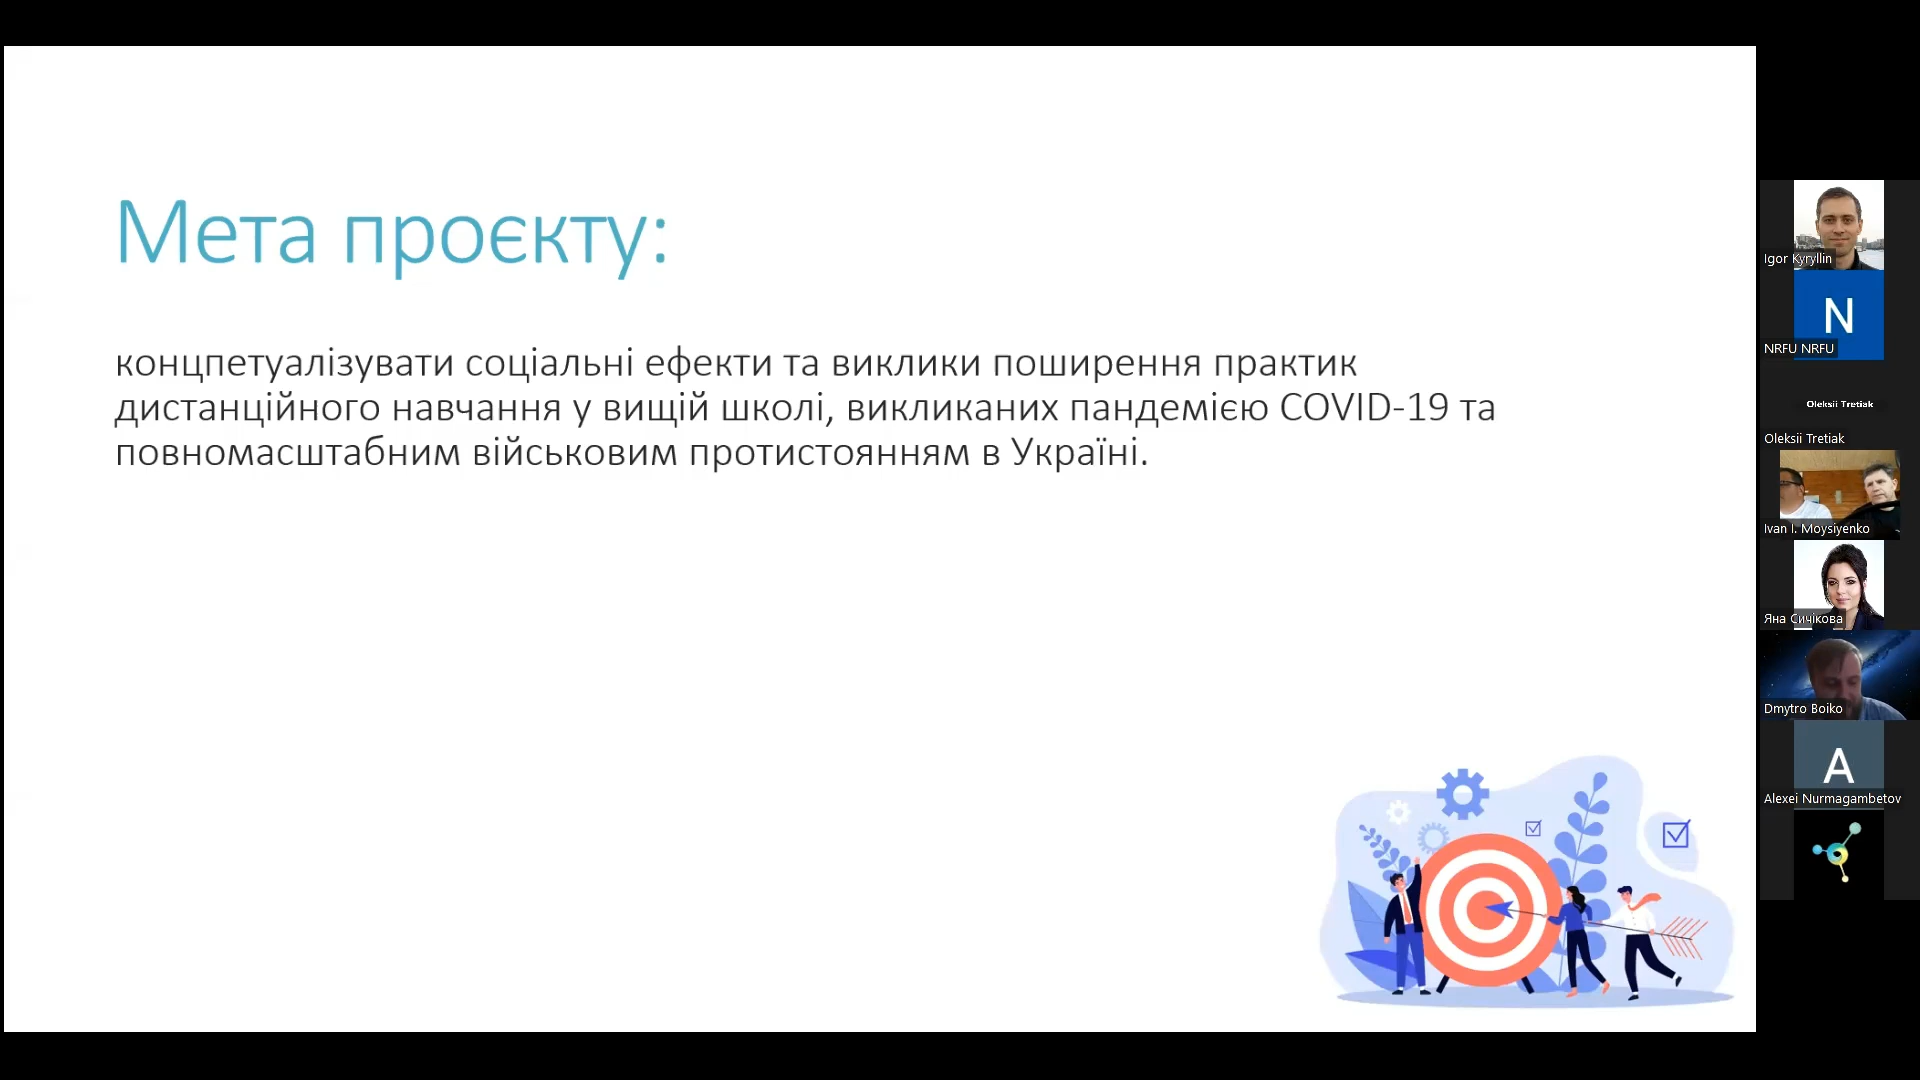 Мета проєкту:
концпетуалізувати соціальні ефекти та виклики поширення практик
дистанційного навчання у вищій школі, викликаних пандемією COVID-19 та
повномасштабним військовим протистоянням в Україні.
Igor Kyryllin
N
NRFU NRFU
Oleksii Tretiak
Oleksii Tretiak
Ivan I. Moysiyenko
Яна Сичікова
Dmytro Boiko
A
Alexei Nurmagambetov